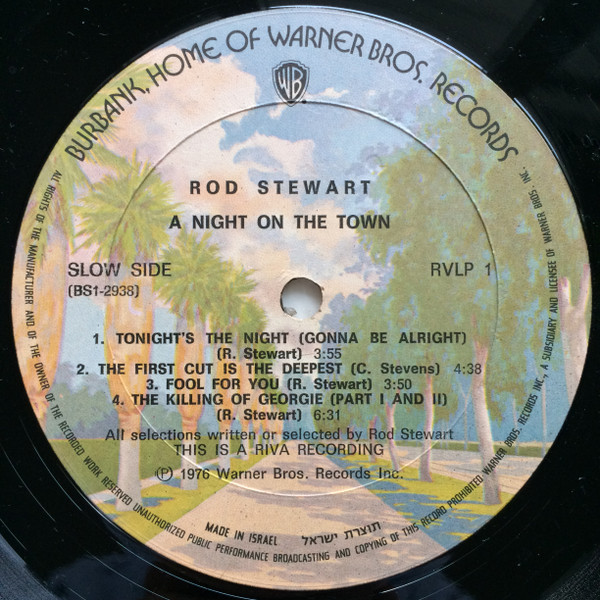 BURBANK, HOME OF WARNER BROS. RECORDS
WB
ROD STEWART
A NIGHT ON THE TOWN
SLOW SIDE
RVLP 1
(BS1-2938)
1. TONIGHT'S THE NIGHT (GONNA BE ALRIGHT)
(R. Stewart) 3:55
2. THE FIRST CUT IS THE DEEPEST (C. Stevens) 4:38
3. FOOL FOR YOU (R. Stewart) 3:50
4. THE KILLING OF GEORGIE (PART I AND II)
(R. Stewart) 6:31
All selections written or selected by Rod Stewart
THIS IS A RIVA RECORDING
Ⓟ 1976 Warner Bros. Records Inc.
MADE IN ISRAEL תוצרת ישראל
ALL RIGHTS OF THE MANUFACTURER AND OF THE OWNER OF THE RECORDED WORK RESERVED UNAUTHORIZED PUBLIC PERFORMANCE BROADCASTING AND COPYING OF THIS RECORD PROHIBITED WARNER BROS. RECORDS INC., A SUBSIDIARY AND LICENSEE OF WARNER BROS. INC.